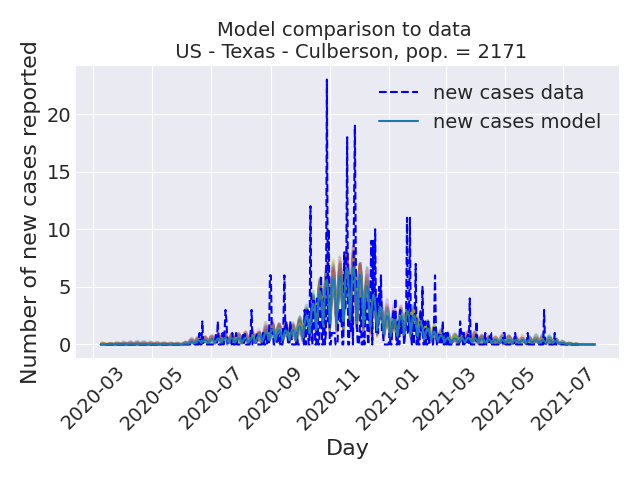 Model comparison to data
US - Texas - Culberson, pop. = 2171
Number of new cases reported
20
15
10
5
0
new cases data
new cases model
2020-03
2020-05
2020-07
2020-09
2020-11
2021-01
2021-03
2021-05
2021-07
Day